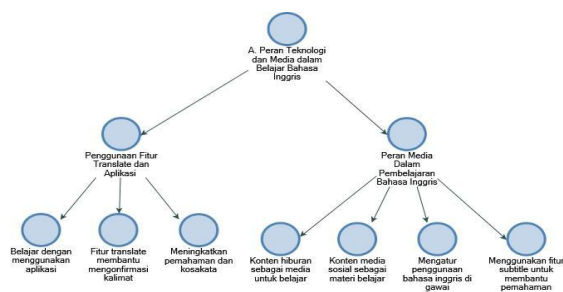 A. Peran Teknologi
dan Media dalam
Belajar Bahasa
Inggris
Penggunaan Fitur
Translate dan
Aplikasi
Peran Media
Dalam
Pembelajaran
Bahasa Inggris
Belajar dengan
menggunakan
aplikasi
Fitur translate
membantu
mengonfirmasi
kalimat
Meningkatkan
pemahaman dan
kosakata
Konten hiburan
sebagai media
untuk belajar
Konten media
sosial sebagai
materi belajar
Mengatur
penggunaan
bahasa inggris di
gawai
Menggunakan fitur
subtitle untuk
membantu
pemahaman